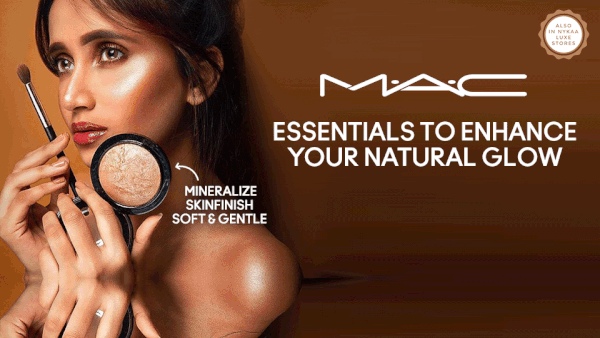 ALSO
IN NYKAA
LUXE
STORES
M·A·C
ESSENTIALS TO ENHANCE
YOUR NATURAL GLOW
MINERALIZE
SKINFINISH
SOFT & GENTLE